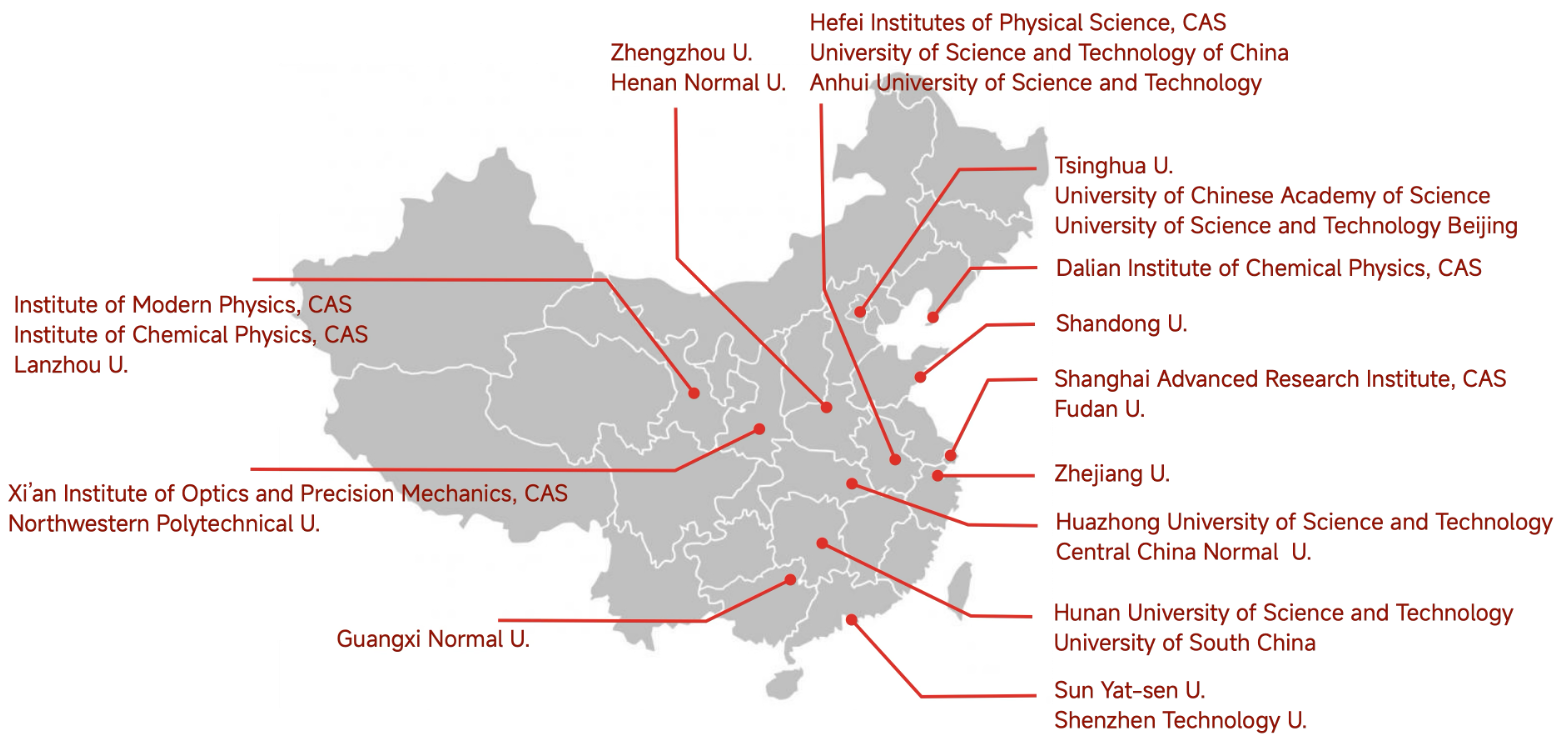 Hefei Institutes of Physical Science, CAS
University of Science and Technology of China
Anhui University of Science and Technology
Zhengzhou U.
Henan Normal U.
Tsinghua U.
University of Chinese Academy of Science
University of Science and Technology Beijing
Dalian Institute of Chemical Physics, CAS
Shandong U.
Shanghai Advanced Research Institute, CAS
Fudan U.
Zhejiang U.
Huazhong University of Science and Technology
Central China Normal U.
Hunan University of Science and Technology
University of South China
Sun Yat-sen U.
Shenzhen Technology U.
Institute of Modern Physics, CAS
Institute of Chemical Physics, CAS
Lanzhou U.
Xi'an Institute of Optics and Precision Mechanics, CAS
Northwestern Polytechnical U.
Guangxi Normal U.